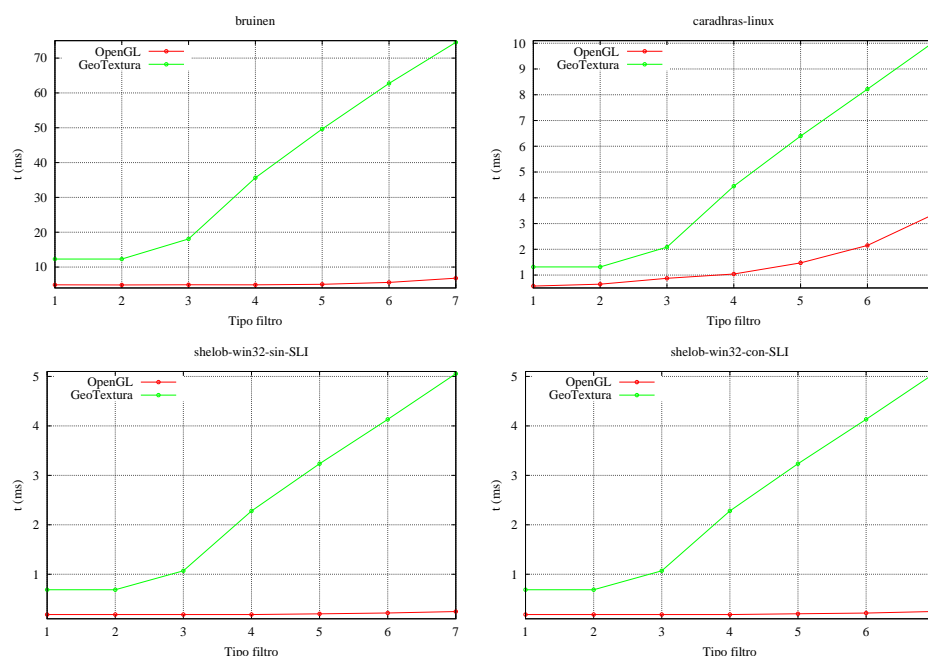 bruinen
OpenGL
GeoTextura
70
60
50
40
30
20
10
t (ms)
1 2 3 4 5 6 7
Tipo filtro
caradhras-linux
OpenGL
GeoTextura
10
9
8
7
6
5
4
3
2
1
t (ms)
1 2 3 4 5 6
Tipo filtro
shelob-win32-sin-SLI
OpenGL
GeoTextura
5
4
3
2
1
t (ms)
1 2 3 4 5 6 7
Tipo filtro
shelob-win32-con-SLI
OpenGL
GeoTextura
5
4
3
2
1
t (ms)
1 2 3 4 5 6
Tipo filtro